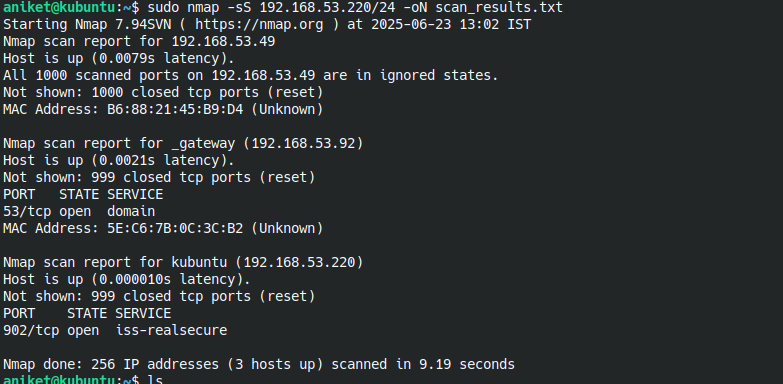 aniket@kubuntu:~$ sudo nmap -sS 192.168.53.220/24 -oN scan_results.txt
Starting Nmap 7.94SVN ( https://nmap.org ) at 2025-06-23 13:02 IST
Nmap scan report for 192.168.53.49
Host is up (0.0079s latency).
All 1000 scanned ports on 192.168.53.49 are in ignored states.
Not shown: 1000 closed tcp ports (reset)
MAC Address: B6:88:21:45:B9:D4 (Unknown)

Nmap scan report for _gateway (192.168.53.92)
Host is up (0.0021s latency).
Not shown: 999 closed tcp ports (reset)
PORT   STATE SERVICE
53/tcp open  domain
MAC Address: 5E:C6:7B:0C:3C:B2 (Unknown)

Nmap scan report for kubuntu (192.168.53.220)
Host is up (0.000010s latency).
Not shown: 999 closed tcp ports (reset)
PORT    STATE SERVICE
902/tcp open  iss-realsecure

Nmap done: 256 IP addresses (3 hosts up) scanned in 9.19 seconds
aniket@kubuntu:~$ ls